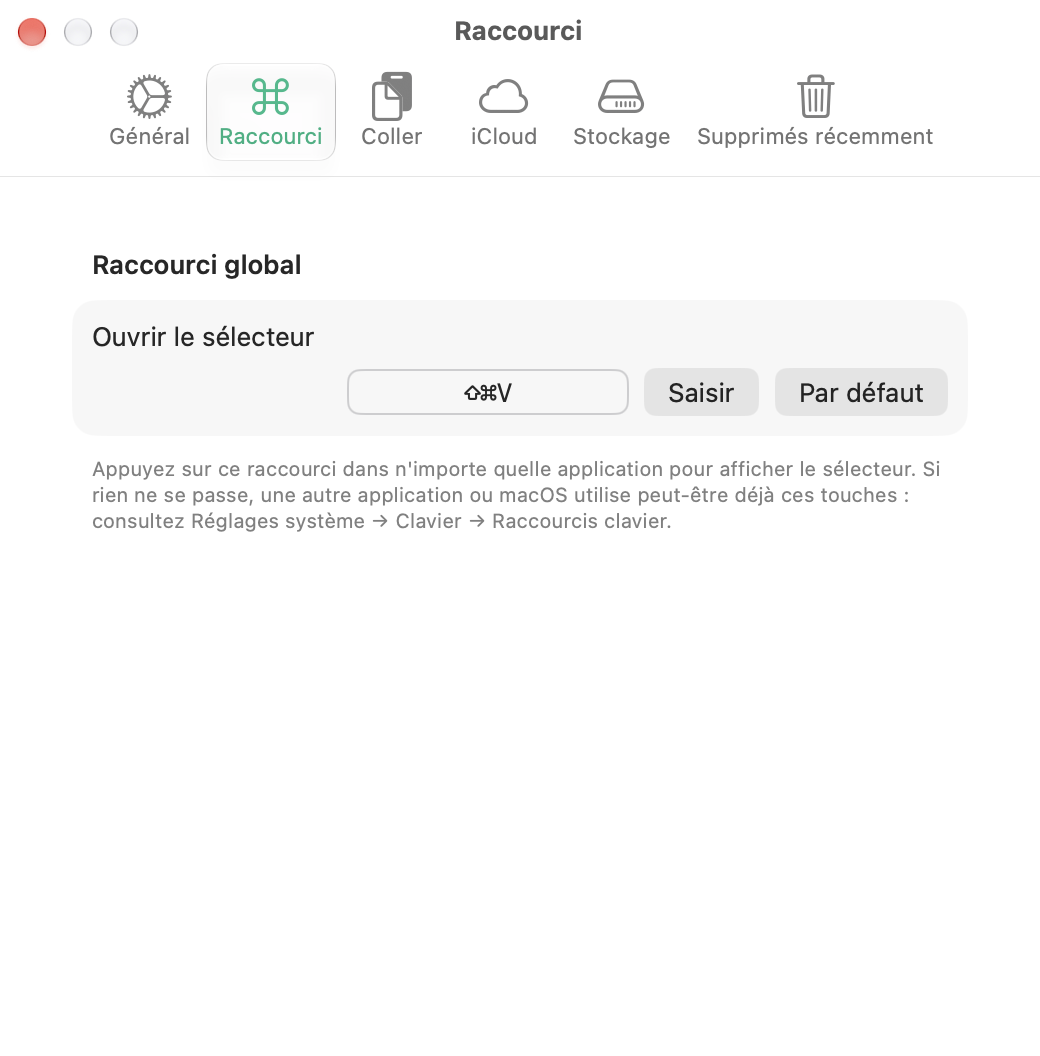 Raccourci
Général
Raccourci
Coller
iCloud
Stockage
Supprimés récemment
Raccourci global
Ouvrir le sélecteur
⇧⌘V
Saisir
Par défaut
Appuyez sur ce raccourci dans n'importe quelle application pour afficher le sélecteur. Si
rien ne se passe, une autre application ou macOS utilise peut-être déjà ces touches :
consultez Réglages système → Clavier → Raccourcis clavier.